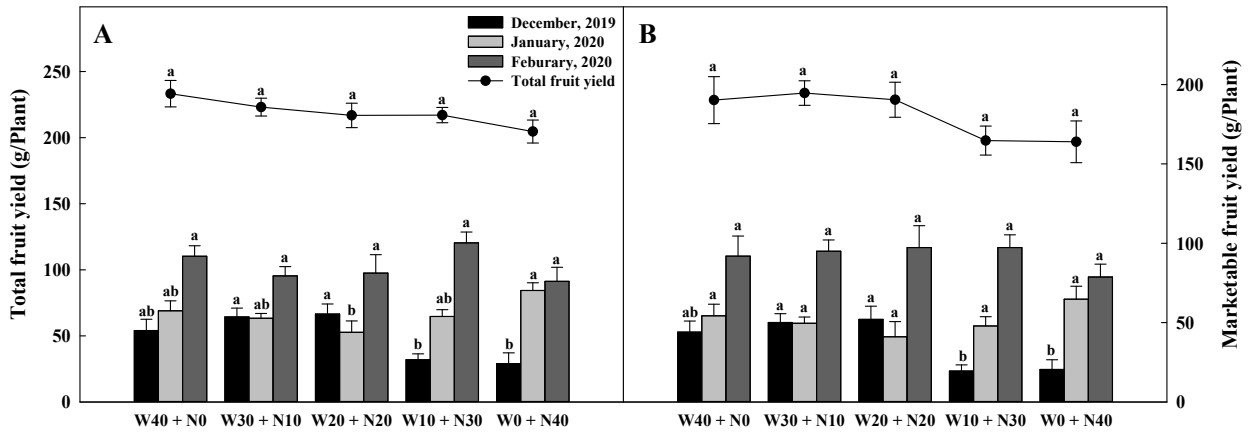 A
December, 2019
January, 2020
Feburary, 2020
Total fruit yield
B
Total fruit yield (g/Plant)
250
200
150
100
50
0
a a a a a
ab ab a
a ab a
a b a
b ab a
b a a
W40 + N0 W30 + N10 W20 + N20 W10 + N30 W0 + N40
a a a a a
ab a a
a a a
a a a
b a a
b a a
W40 + N0 W30 + N10 W20 + N20 W10 + N30 W0 + N40
200
150
100
50
0
Marketable fruit yield (g/Plant)